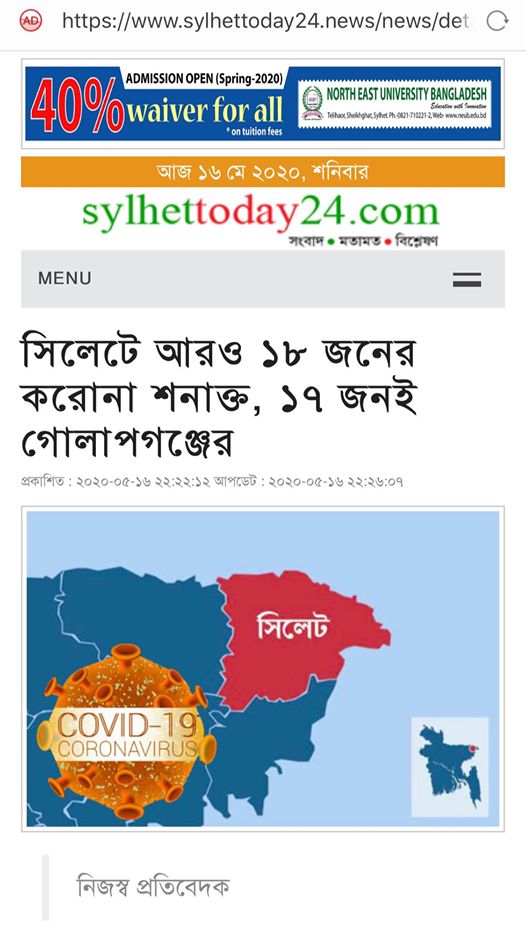 AD https://www.sylhettoday24.news/news/det
40% ADMISSION OPEN (Spring-2020)
waiver for all
* on tuition fees
NORTH EAST UNIVERSITY BANGLADESH
Education with Innovation
Telihaor, Sheikhghat, Sylhet. Ph.-0821-710221-2, Web- www.neub.edu.bd
আজ ১৬ মে ২০২০, শনিবার
sylhettoday24.com
সংবাদ ● মতামত ● বিশ্লেষণ
MENU
সিলেটে আরও ১৮ জনের
করোনা শনাক্ত, ১৭ জনই
গোলাপগঞ্জের
প্রকাশিত : ২০২০-০৫-১৬ ২২:২২:১২ আপডেট : ২০২০-০৫-১৬ ২২:২৬:০৭
সিলেট
COVID-19
CORONAVIRUS
নিজস্ব প্রতিবেদক